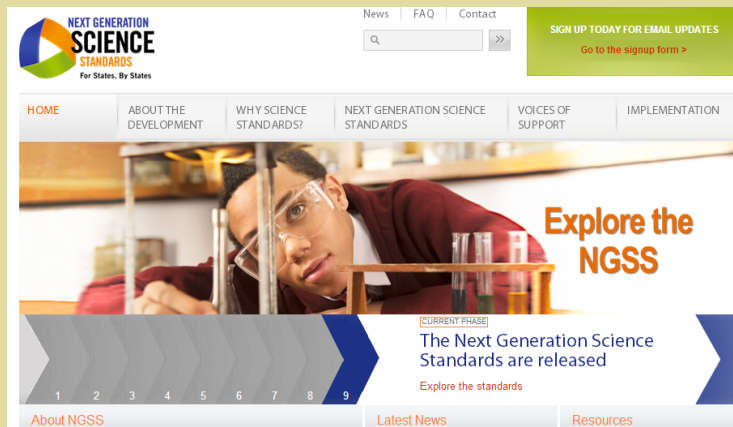 NEXT GENERATION
SCIENCE
STANDARDS
For States, By States
News FAQ Contact
SIGN UP TODAY FOR EMAIL UPDATES
Go to the signup form >
HOME
ABOUT THE
DEVELOPMENT
WHY SCIENCE
STANDARDS?
NEXT GENERATION SCIENCE
STANDARDS
VOICES OF
SUPPORT
IMPLEMENTATION
Explore the
NGSS
CURRENT PHASE
The Next Generation Science
Standards are released
Explore the standards
1 2 3 4 5 6 7 8 9
About NGSS
Latest News
Resources